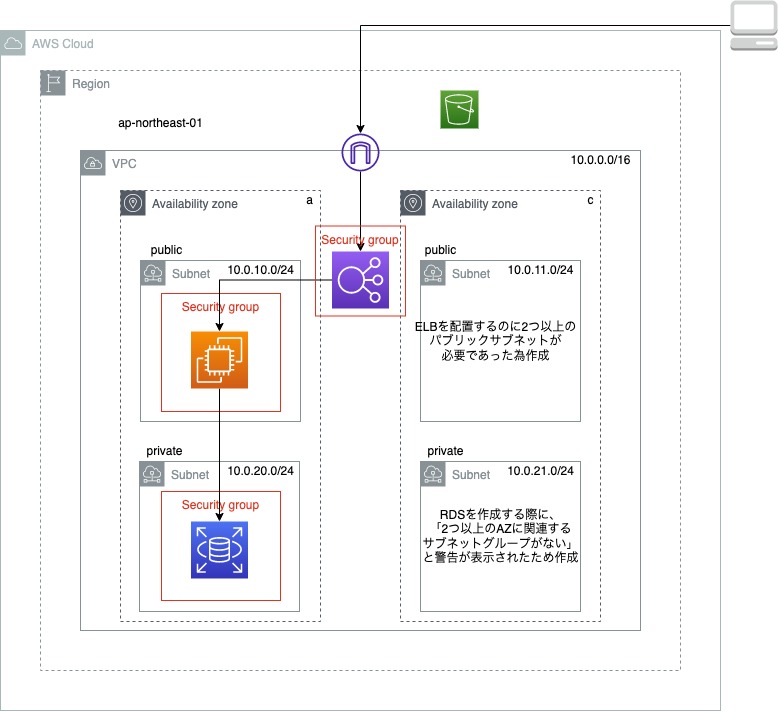 AWS Cloud
Region
ap-northeast-01
VPC
10.0.0.0/16
Availability zone
a
Availability zone
c
Security group
public
Subnet
10.0.10.0/24
Security group
public
Subnet
10.0.11.0/24
ELBを配置するのに2つ以上の
パブリックサブネットが
必要であった為作成
private
Subnet
10.0.20.0/24
Security group
private
Subnet
10.0.21.0/24
RDSを作成する際に、
「2つ以上のAZに関連する
サブネットグループがない」
と警告が表示されたため作成